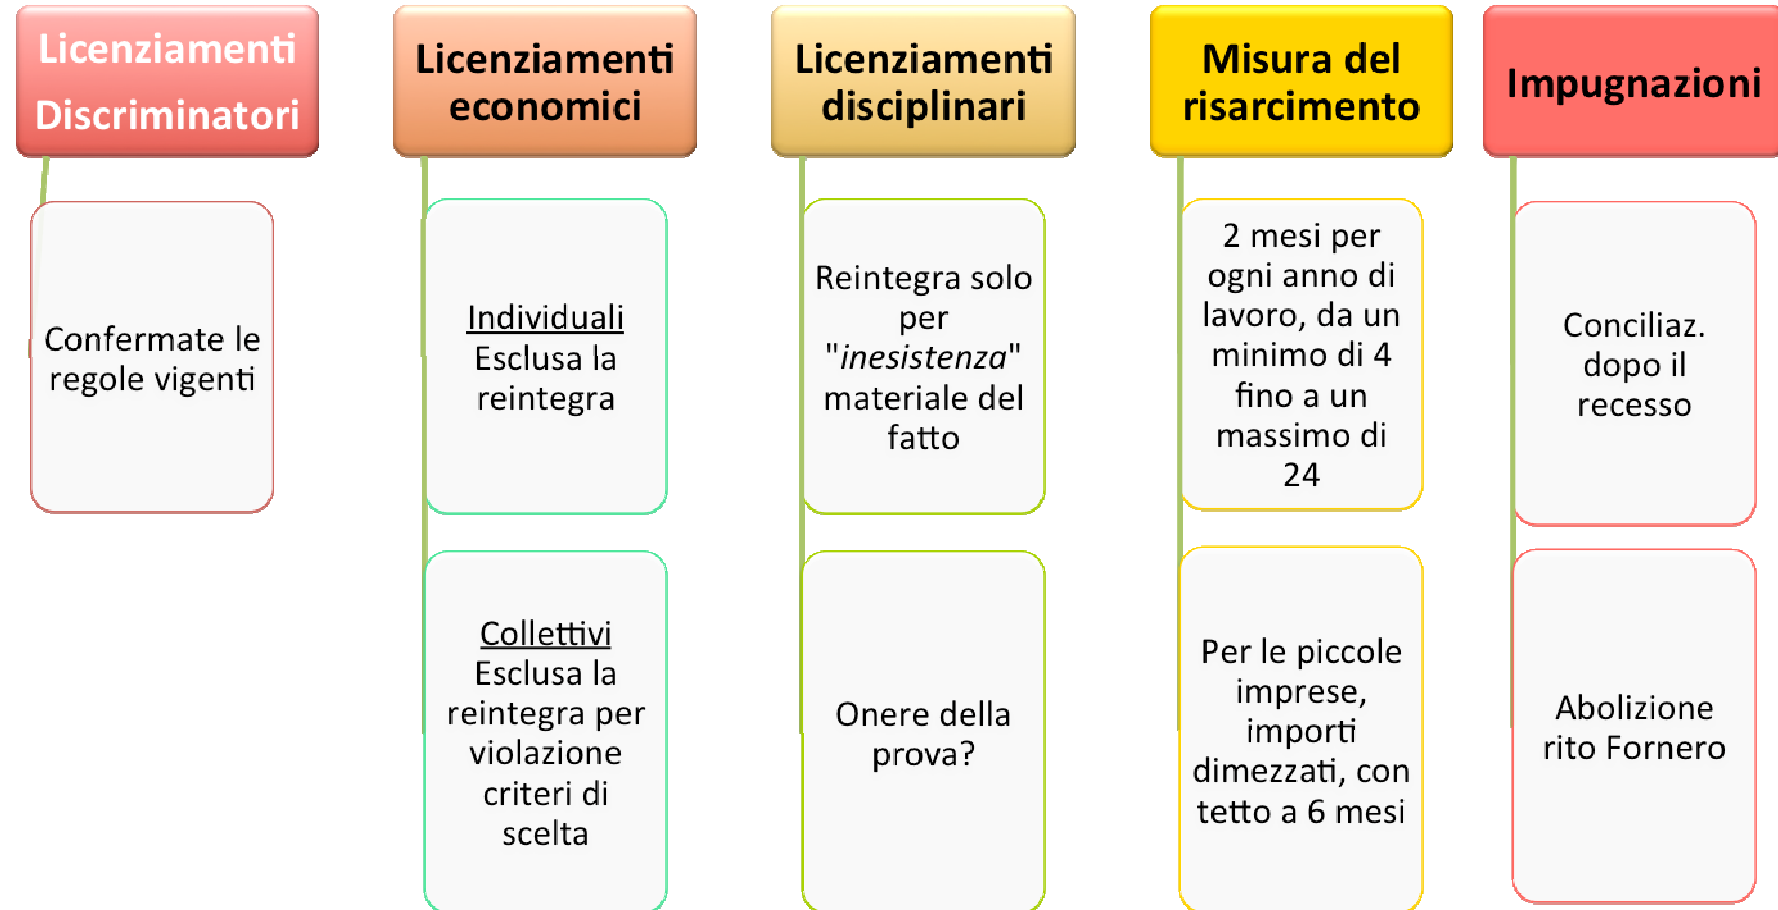 Licenziamenti
Discriminatori
Confermate le
regole vigenti
Licenziamenti
economici
Individuali
Esclusa la
reintegra
Collettivi
Esclusa la
reintegra per
violazione
criteri di
scelta
Licenziamenti
disciplinari
Reintegra solo
per
"inesistenza"
materiale del
fatto
Onere della
prova?
Misura del
risarcimento
2 mesi per
ogni anno di
lavoro, da un
minimo di 4
fino a un
massimo di
24
Per le piccole
imprese,
importi
dimezzati, con
tetto a 6 mesi
Impugnazioni
Conciliaz.
dopo il
recesso
Abolizione
rito Fornero